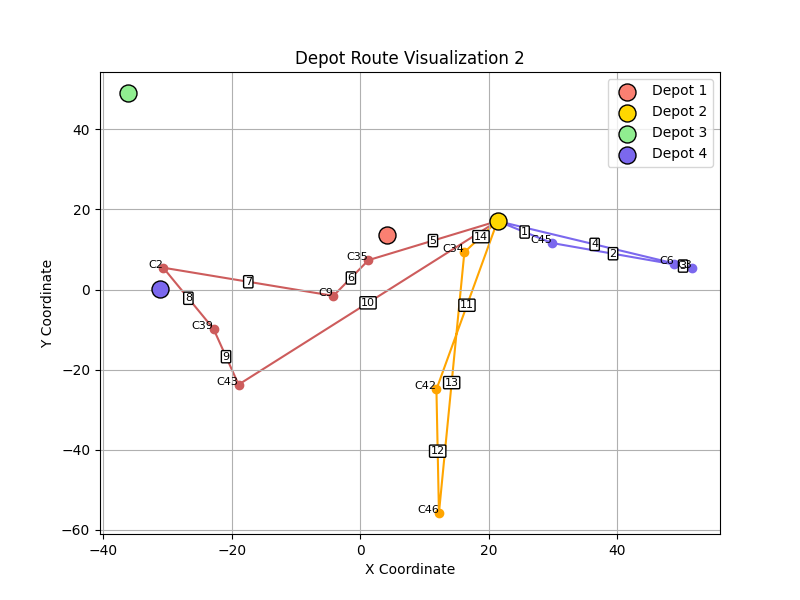 Depot Route Visualization 2
Depot 1
Depot 2
Depot 3
Depot 4
Y Coordinate
40
20
0
−20
−40
−60
−40
−20
0
20
40
X Coordinate
C45
C6
C34
C35
C9
C2
C39
C43
C42
C46
1
2
3
4
5
6
7
8
9
10
11
12
13
14